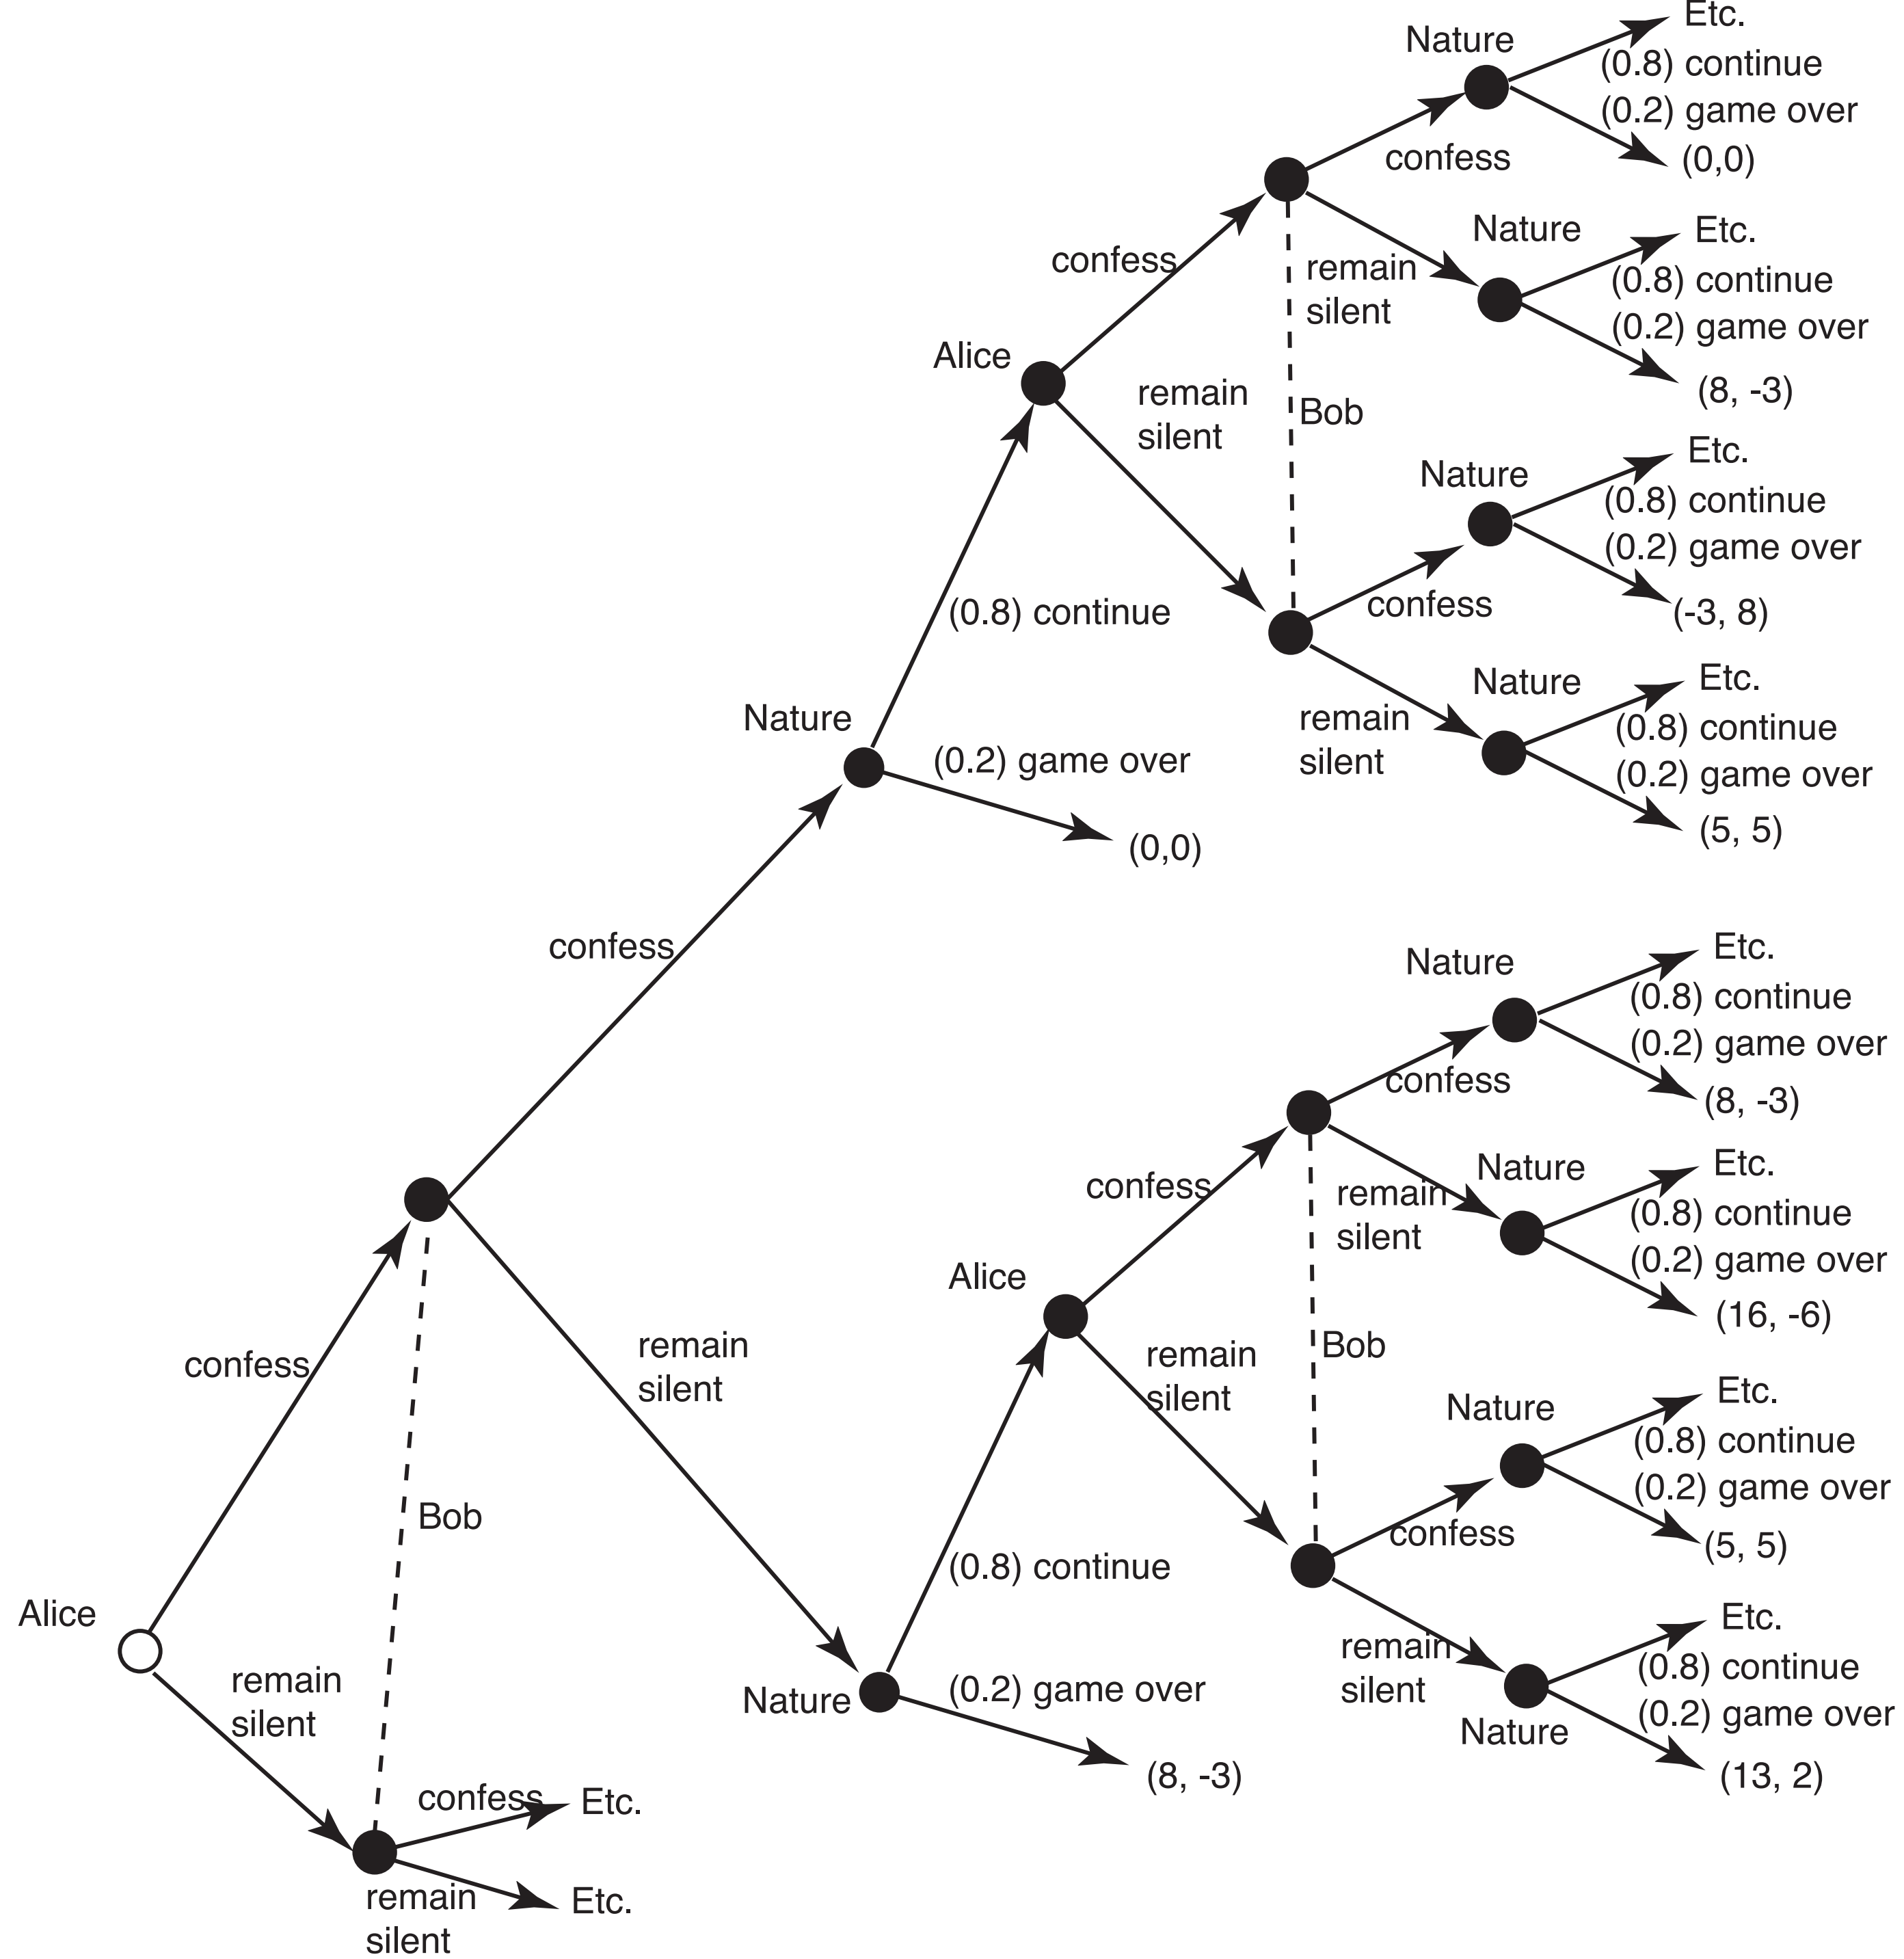 Etc.
Nature
(0.8) continue
(0.2) game over
confess
(0,0)
Nature
Etc.
confess
remain
silent
(0.8) continue
(0.2) game over
Alice
remain
silent
(8, -3)
Bob
Etc.
Nature
(0.8) continue
(0.2) game over
(0.8) continue
confess
(-3, 8)
Nature
Etc.
Nature
remain
silent
(0.8) continue
(0.2) game over
(0.2) game over
(5, 5)
(0,0)
confess
Etc.
Nature
(0.8) continue
(0.2) game over
confess
(8, -3)
Etc.
Nature
confess
remain
silent
(0.8) continue
(0.2) game over
Alice
(16, -6)
remain
silent
Bob
remain
silent
confess
Etc.
Nature
(0.8) continue
(0.2) game over
Bob
confess
(5, 5)
(0.8) continue
Alice
Etc.
remain
silent
(0.8) continue
(0.2) game over
remain
silent
Nature
(0.2) game over
Nature
(13, 2)
(8, -3)
confess
Etc.
remain
silent
Etc.